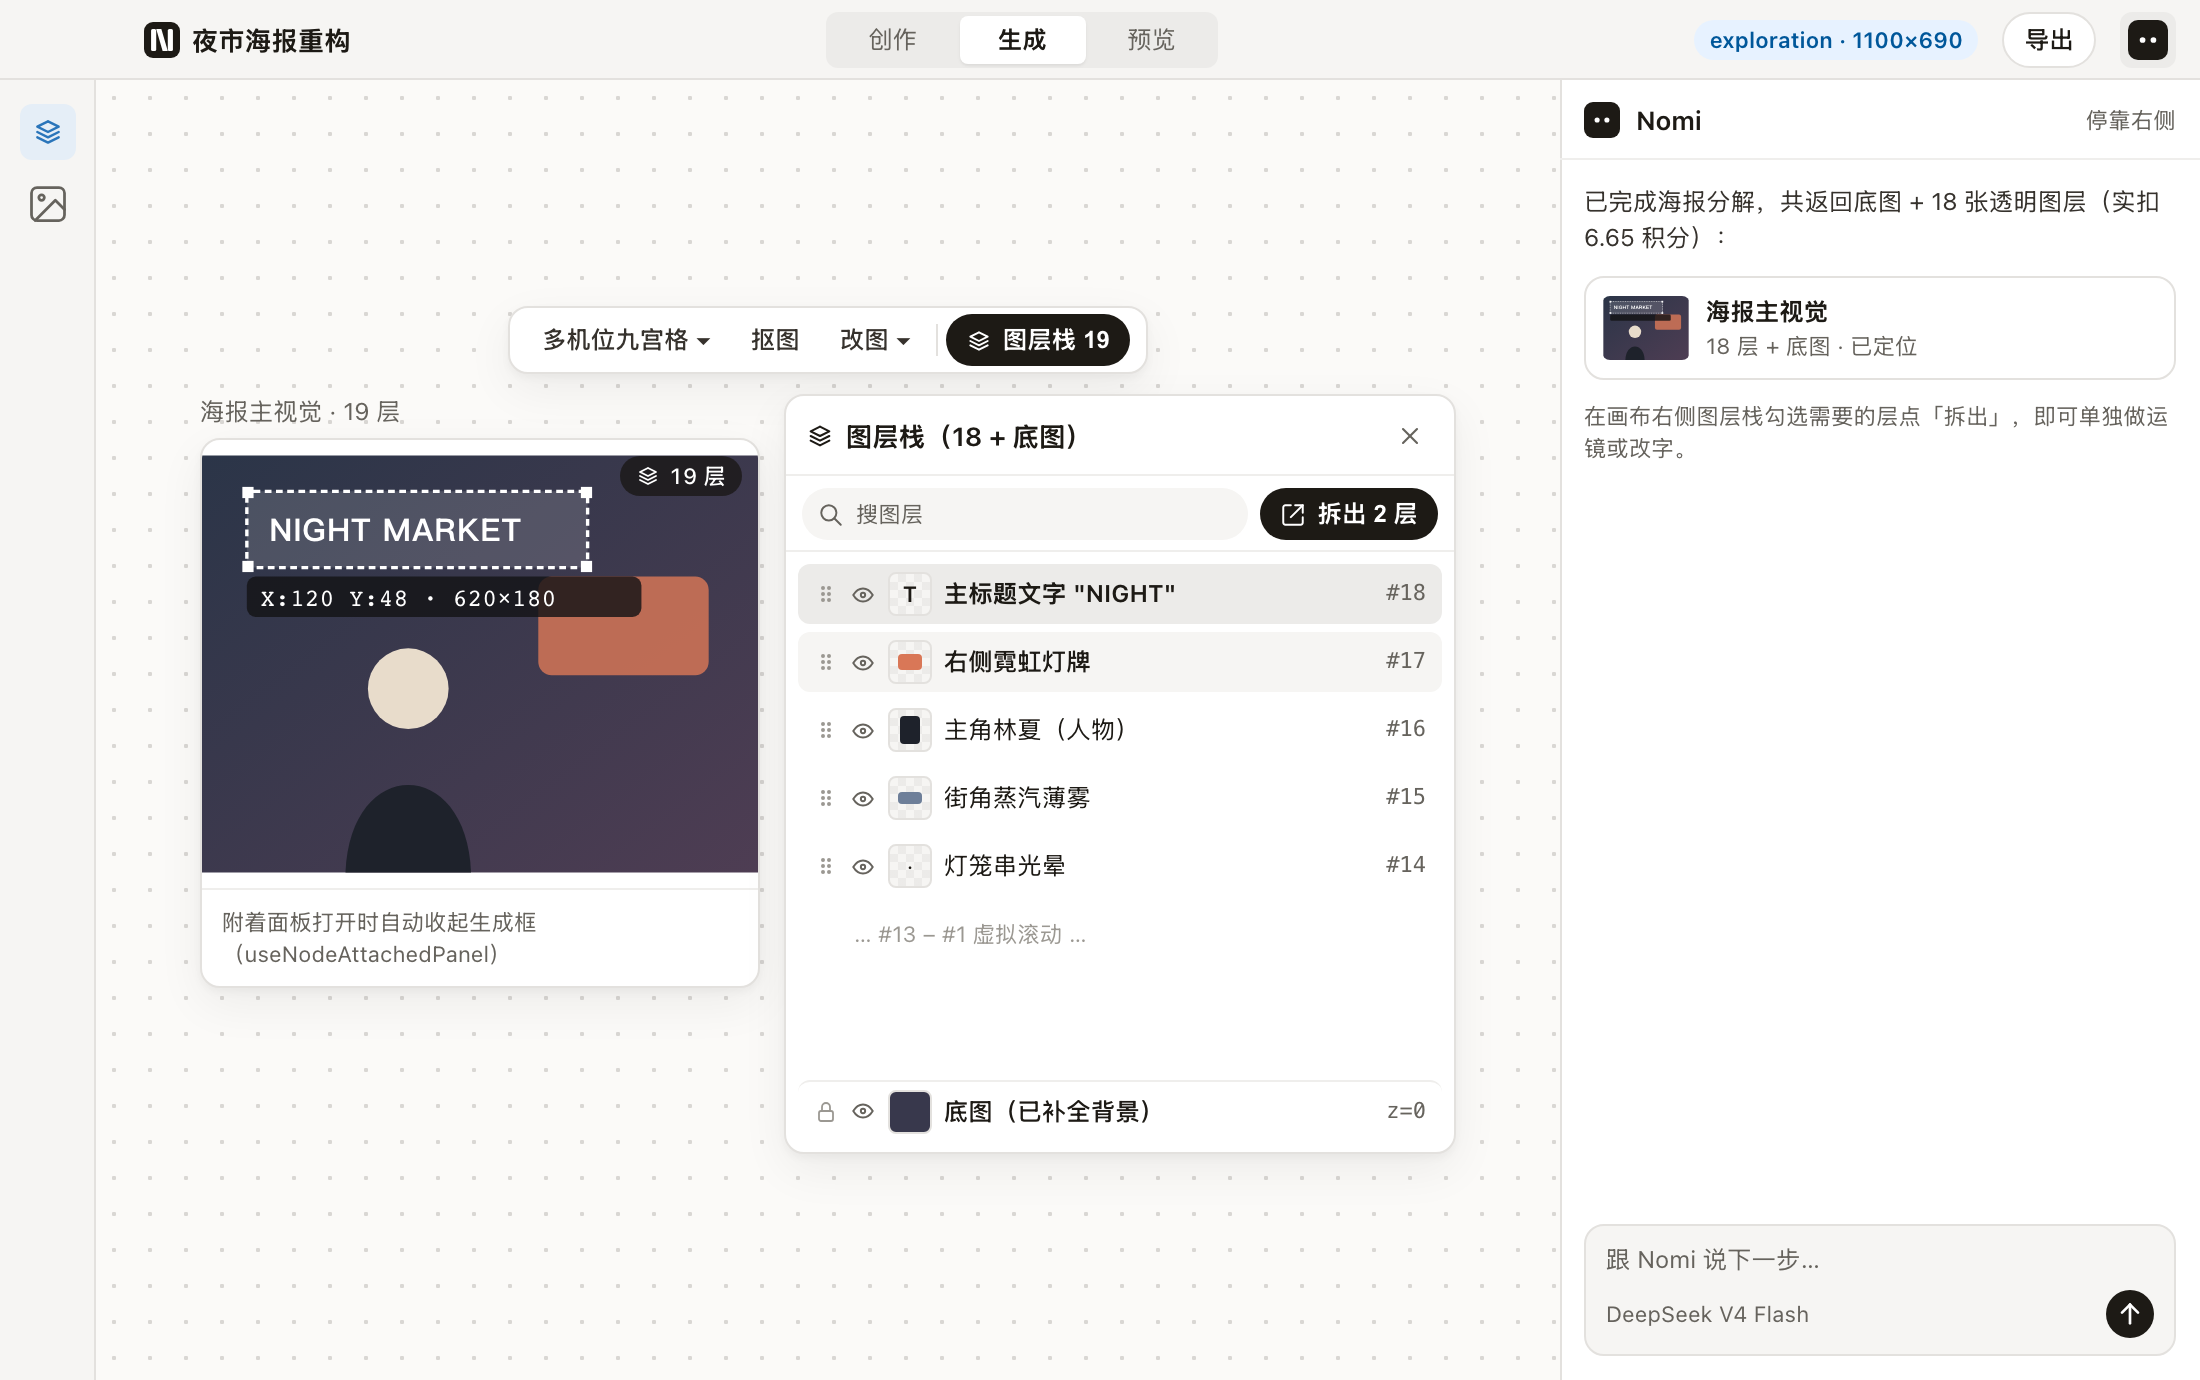 夜市海报重构
创作
生成
预览
exploration · 1100×690
导出
Nomi
停靠右侧
已完成海报分解，共返回底图 + 18 张透明图层（实扣
6.65 积分）：
NIGHT MARKET
海报主视觉
18 层 + 底图 · 已定位
在画布右侧图层栈勾选需要的层点「拆出」，即可单独做运
镜或改字。
多机位九宫格
抠图
改图
图层栈 19
海报主视觉 · 19 层
19 层
NIGHT MARKET
X:120 Y:48 · 620×180
附着面板打开时自动收起生成框
（useNodeAttachedPanel）
图层栈（18 + 底图）
搜图层
拆出 2 层
T 主标题文字 "NIGHT" #18
右侧霓虹灯牌 #17
主角林夏（人物） #16
街角蒸汽薄雾 #15
灯笼串光晕 #14
... #13 – #1 虚拟滚动 ...
底图（已补全背景） z=0
跟 Nomi 说下一步...
DeepSeek V4 Flash